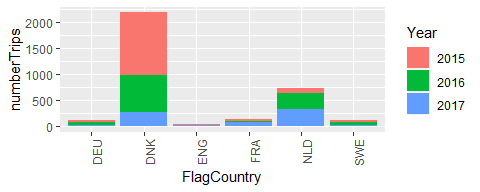 numberTrips
2000
1500
1000
500
0
DEU
DNK
ENG
FRA
NLD
SWE
FlagCountry
Year
2015
2016
2017